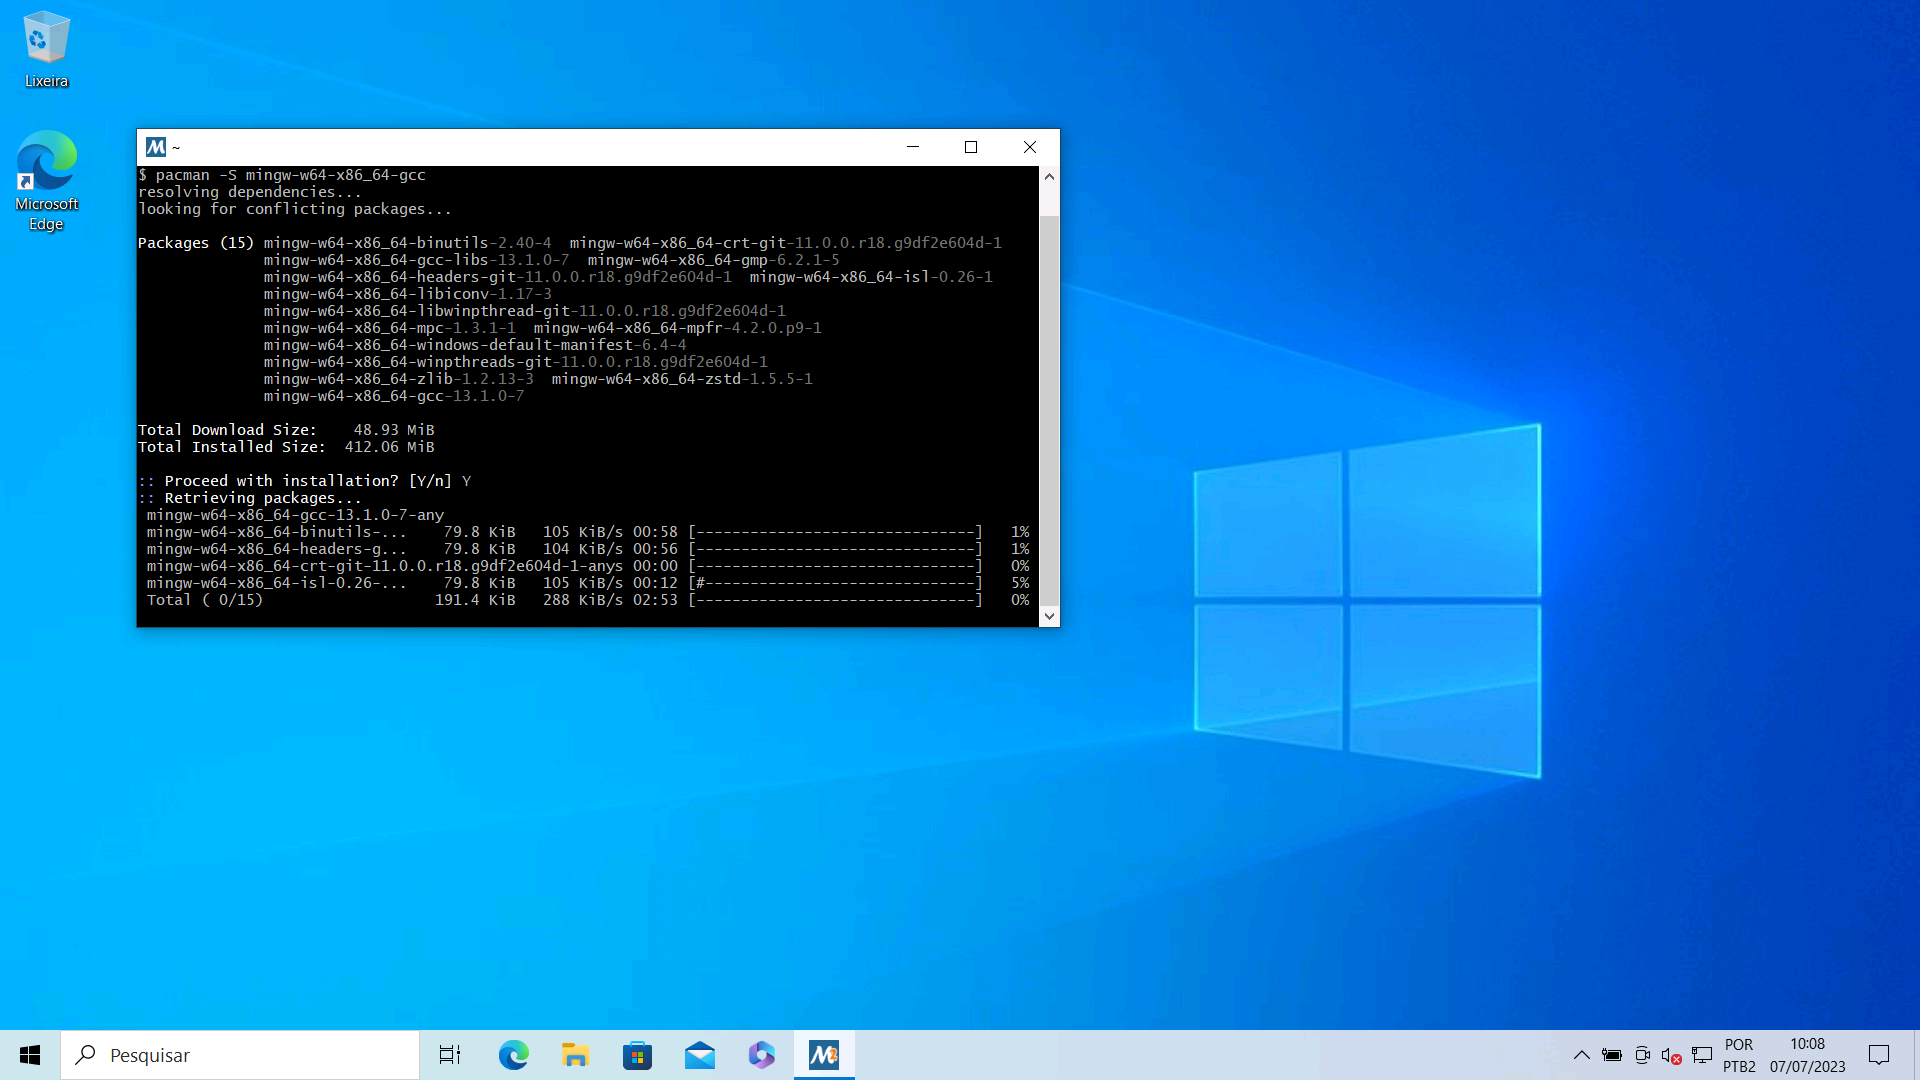 Lixeira
Microsoft
Edge
~
$ pacman -S mingw-w64-x86_64-gcc
resolving dependencies...
looking for conflicting packages...
Packages (15) mingw-w64-x86_64-binutils-2.40-4  mingw-w64-x86_64-crt-git-11.0.0.r18.g9df2e604d-1
mingw-w64-x86_64-gcc-libs-13.1.0-7  mingw-w64-x86_64-gmp-6.2.1-5
mingw-w64-x86_64-headers-git-11.0.0.r18.g9df2e604d-1  mingw-w64-x86_64-isl-0.26-1
mingw-w64-x86_64-libiconv-1.17-3
mingw-w64-x86_64-libwinpthread-git-11.0.0.r18.g9df2e604d-1
mingw-w64-x86_64-mpc-1.3.1-1  mingw-w64-x86_64-mpfr-4.2.0.p9-1
mingw-w64-x86_64-windows-default-manifest-6.4-4
mingw-w64-x86_64-winpthreads-git-11.0.0.r18.g9df2e604d-1
mingw-w64-x86_64-zlib-1.2.13-3  mingw-w64-x86_64-zstd-1.5.5-1
mingw-w64-x86_64-gcc-13.1.0-7
Total Download Size:    48.93 MiB
Total Installed Size:  412.06 MiB
:: Proceed with installation? [Y/n] Y
:: Retrieving packages...
mingw-w64-x86_64-gcc-13.1.0-7-any
mingw-w64-x86_64-binutils-...    79.8 KiB   105 KiB/s 00:58 [-------------------------------]   1%
mingw-w64-x86_64-headers-g...    79.8 KiB   104 KiB/s 00:56 [-------------------------------]   1%
mingw-w64-x86_64-crt-git-11.0.0.r18.g9df2e604d-1-anys 00:00 [-------------------------------]   0%
mingw-w64-x86_64-isl-0.26-...    79.8 KiB   105 KiB/s 00:12 [#------------------------------]   5%
Total ( 0/15)                   191.4 KiB   288 KiB/s 02:53 [-------------------------------]   0%
Pesquisar
POR
PTB2
10:08
07/07/2023